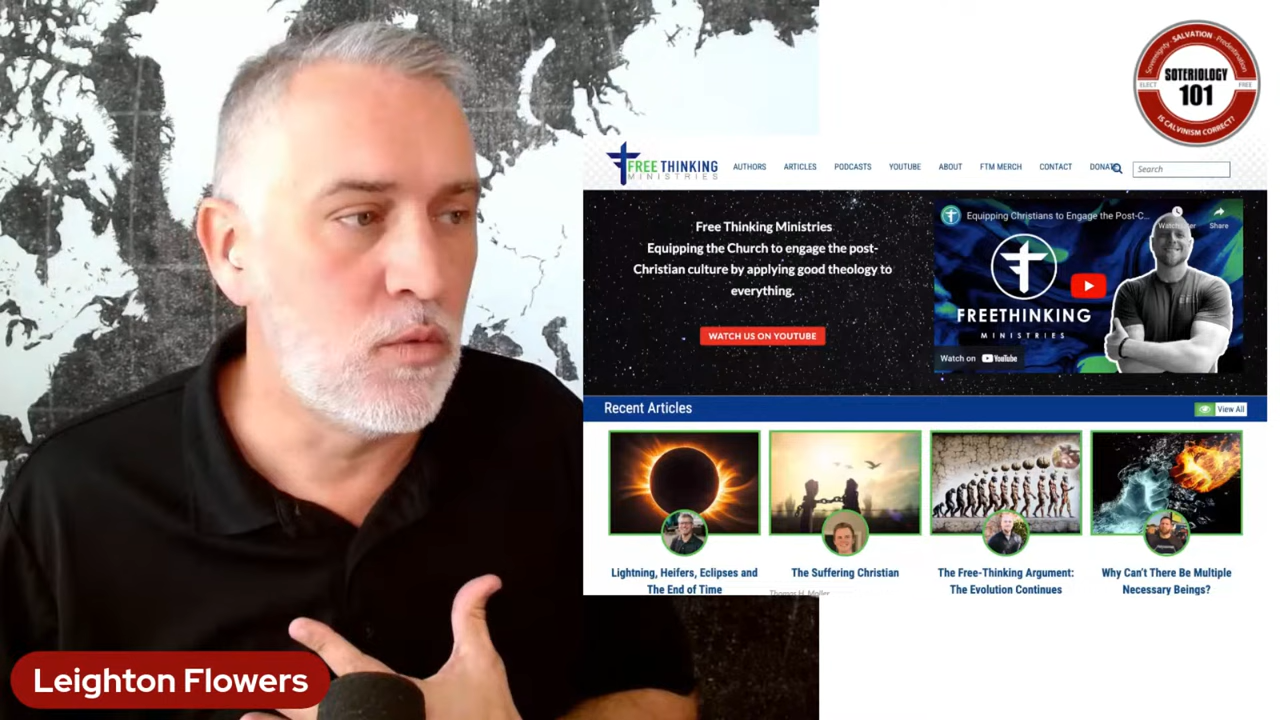 Sovereignty - SALVATION - Predestination
ELECT
SOTERIOLOGY
101
FREE
IS CALVINISM CORRECT?
FREE THINKING
MINISTRIES
AUTHORS
ARTICLES
PODCASTS
YOUTUBE
ABOUT
FTM MERCH
CONTACT
Search
Free Thinking Ministries
Equipping the Church to engage the post-
Christian culture by applying good theology to
everything.
WATCH US ON YOUTUBE
Equipping Christians to Engage the Post-C...
Share
FREETHINKING
MINISTRIES
Watch on YouTube
Recent Articles
View All
Lightning, Heifers, Eclipses and
The End of Time
The Suffering Christian
Thomas H. Moller
The Free-Thinking Argument:
The Evolution Continues
Why Can't There Be Multiple
Necessary Beings?
Leighton Flowers